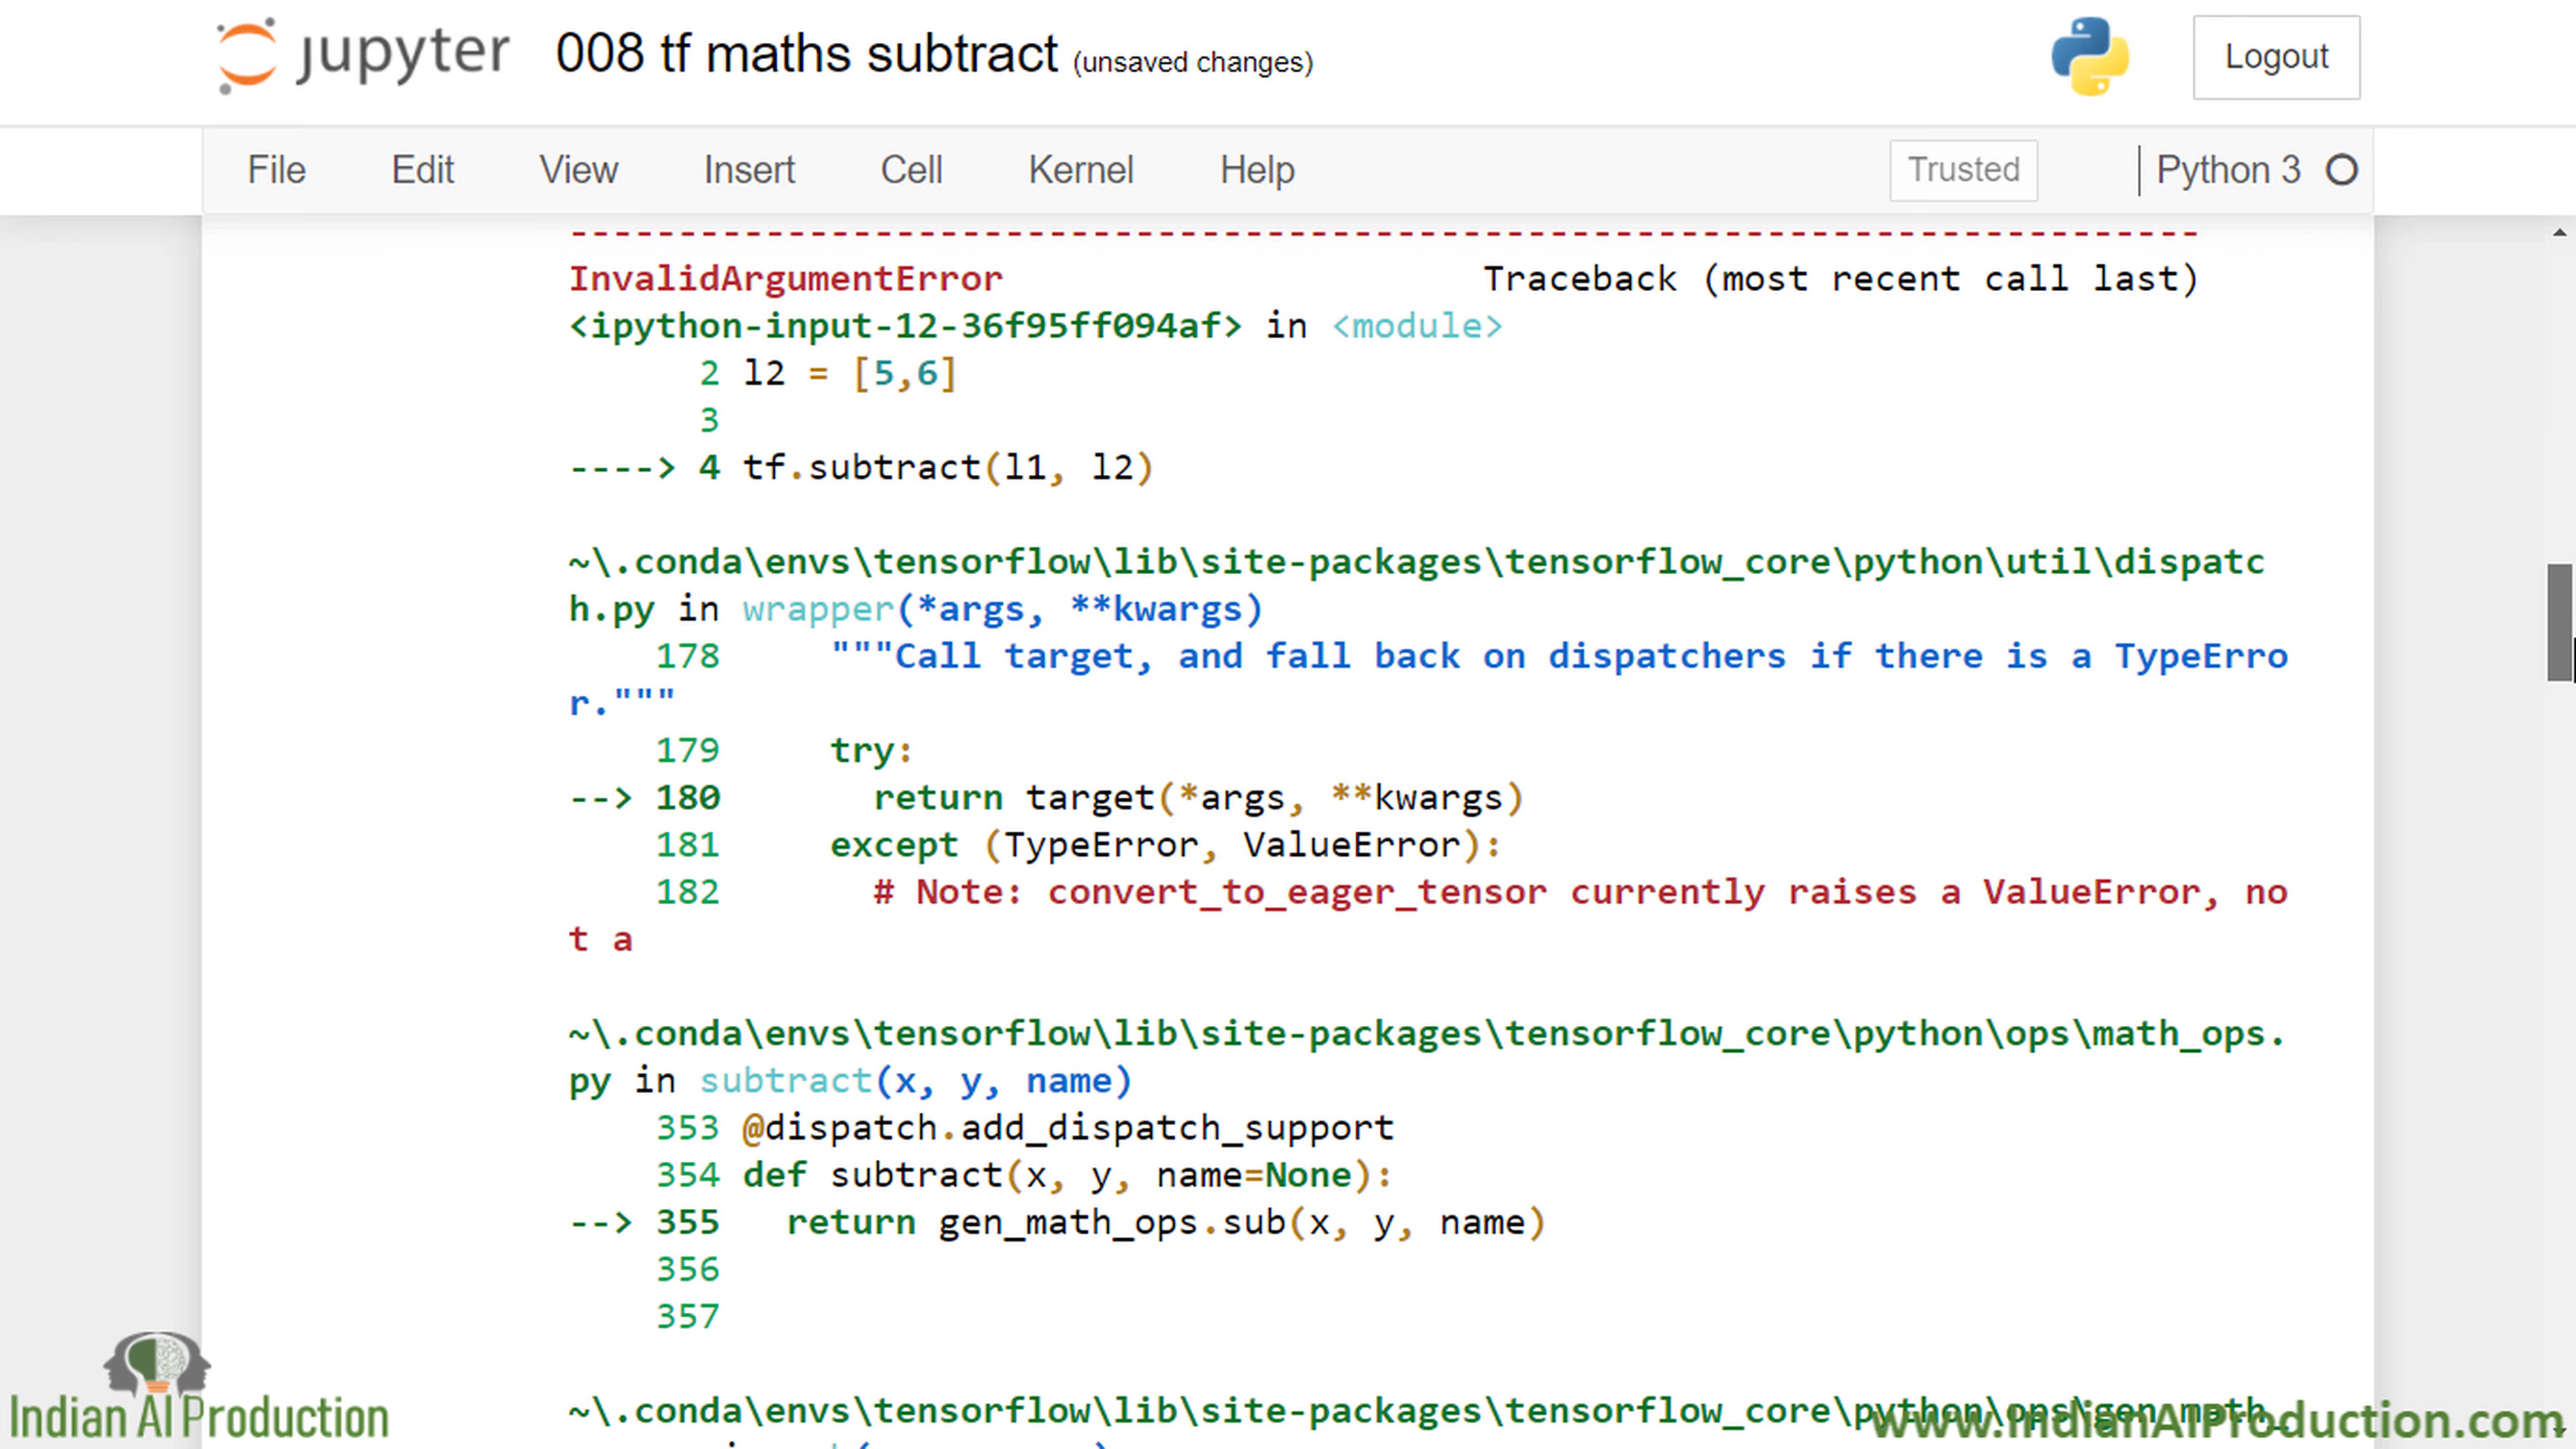 jupyter 008 tf maths subtract (unsaved changes) Logout
File Edit View Insert Cell Kernel Help Trusted Python 3
---------------------------------------------------------------------------
InvalidArgumentError Traceback (most recent call last)
<ipython-input-12-36f95ff094af> in <module>
2 l2 = [5,6]
3
----> 4 tf.subtract(l1, l2)
~\.conda\envs\tensorflow\lib\site-packages\tensorflow_core\python\util\dispatc
h.py in wrapper(*args, **kwargs)
178 """Call target, and fall back on dispatchers if there is a TypeErro
r."""
179 try:
--> 180 return target(*args, **kwargs)
181 except (TypeError, ValueError):
182 # Note: convert_to_eager_tensor currently raises a ValueError, no
t a
~\.conda\envs\tensorflow\lib\site-packages\tensorflow_core\python\ops\math_ops.
py in subtract(x, y, name)
353 @dispatch.add_dispatch_support
354 def subtract(x, y, name=None):
--> 355 return gen_math_ops.sub(x, y, name)
356
357
~\.conda\envs\tensorflow\lib\site-packages\tensorflow_core\python\ops\gen_math_
Indian AI Production
www.IndianAIProduction.com